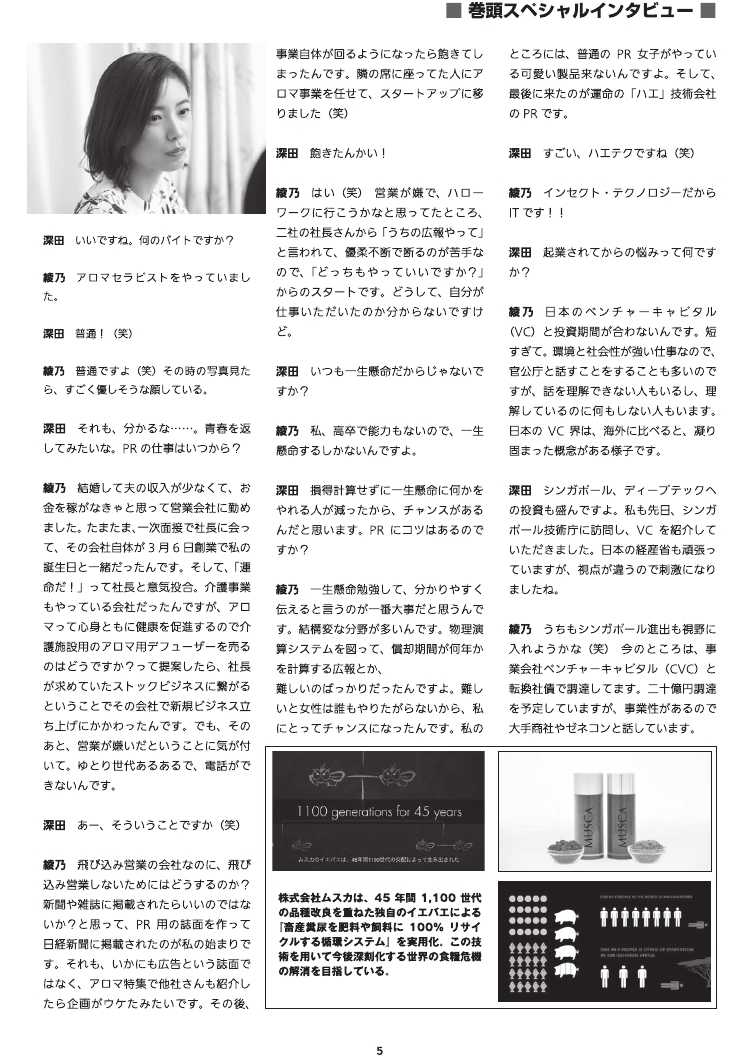 ■ 巻頭スペシャルインタビュー ■
深田　いいですね。何のバイトですか？
綾乃　アロマセラピストをやっていまし
た。
深田　普通！（笑）
綾乃　普通ですよ（笑）その時の写真見た
ら、すごく優しそうな顔している。
深田　それも、分かるな……。青春を返
してみたいな。PR の仕事はいつから？
綾乃　結婚して夫の収入が少なくて、お
金を稼がなきゃと思って営業会社に勤め
ました。たまたま、一次面接で社長に会っ
て、その会社自体が 3 月 6 日創業で私の
誕生日と一緒だったんです。そして、「運
命だ！」って社長と意気投合。介護事業
もやっている会社だったんですが、アロ
マって心身ともに健康を促進するので介
護施設用のアロマ用デフューザーを売る
のはどうですか？って提案したら、社長
が求めていたストックビジネスに繋がる
ということでその会社で新規ビジネス立
ち上げにかかわったんです。でも、その
あと、営業が嫌いだということに気が付
いて。ゆとり世代あるあるで、電話がで
きないんです。
深田　あー、そういうことですか（笑）
綾乃　飛び込み営業の会社なのに、飛び
込み営業しないためにはどうするのか？
新聞や雑誌に掲載されたらいいのではな
いか？と思って、PR 用の誌面を作って
日経新聞に掲載されたのが私の始まりで
す。それも、いかにも広告という誌面で
はなく、アロマ特集で他社さんも紹介し
たら企画がウケたみたいです。その後、
事業自体が回るようになったら飽きてし
まったんです。隣の席に座ってた人にア
ロマ事業を任せて、スタートアップに移
りました（笑）
深田　飽きたんかい！
綾乃　はい（笑） 営業が嫌で、ハロー
ワークに行こうかなと思ってたところ、
二社の社長さんから「うちの広報やって」
と言われて、優柔不断で断るのが苦手な
ので、「どっちもやっていいですか？」
からのスタートです。どうして、自分が
仕事いただいたのか分からないですけ
ど。
深田　いつも一生懸命だからじゃないで
すか？
綾乃　私、高卒で能力もないので、一生
懸命するしかないんですよ。
深田　損得計算せずに一生懸命に何かを
やれる人が減ったから、チャンスがある
んだと思います。PR にコツはあるので
すか？
綾乃　一生懸命勉強して、分かりやすく
伝えると言うのが一番大事だと思うんで
す。結構変な分野が多いんです。物理演
算システムを図って、償却期間が何年か
を計算する広報とか、
難しいのばっかりだったんですよ。難し
いと女性は誰もやりたがらないから、私
にとってチャンスになったんです。私の
ところには、普通の PR 女子がやってい
る可愛い製品来ないんですよ。そして、
最後に来たのが運命の「ハエ」技術会社
の PR です。
深田　すごい、ハエテクですね（笑）
綾乃　インセクト・テクノロジーだから
IT です！！
深田　起業されてからの悩みって何です
か？
綾乃　日本のベンチャーキャピタル
（VC）と投資期間が合わないんです。短
すぎて。環境と社会性が強い仕事なので、
官公庁と話すことをすることも多いので
すが、話を理解できない人もいるし、理
解しているのに何もしない人もいます。
日本の VC 界は、海外に比べると、凝り
固まった概念がある様子です。
深田　シンガポール、ディープテックへ
の投資も盛んですよ。私も先日、シンガ
ポール技術庁に訪問し、VC を紹介して
いただきました。日本の経産省も頑張っ
ていますが、視点が違うので刺激になり
ましたね。
綾乃　うちもシンガポール進出も視野に
入れようかな（笑） 今のところは、事
業会社ベンチャーキャピタル（CVC）と
転換社債で調達してます。二十億円調達
を予定していますが、事業性があるので
大手商社やゼネコンと話しています。
1100 generations for 45 years
ムスカのイエバエは、45年間1100世代の交配によって生み出された
MUSCA
MUSCA
株式会社ムスカは、45 年間 1,100 世代
の品種改良を重ねた独自のイエバエによる
『畜産糞尿を肥料や飼料に 100% リサイ
クルする循環システム』を実用化．この技
術を用いて今後深刻化する世界の食糧危機
の解消を目指している．
5